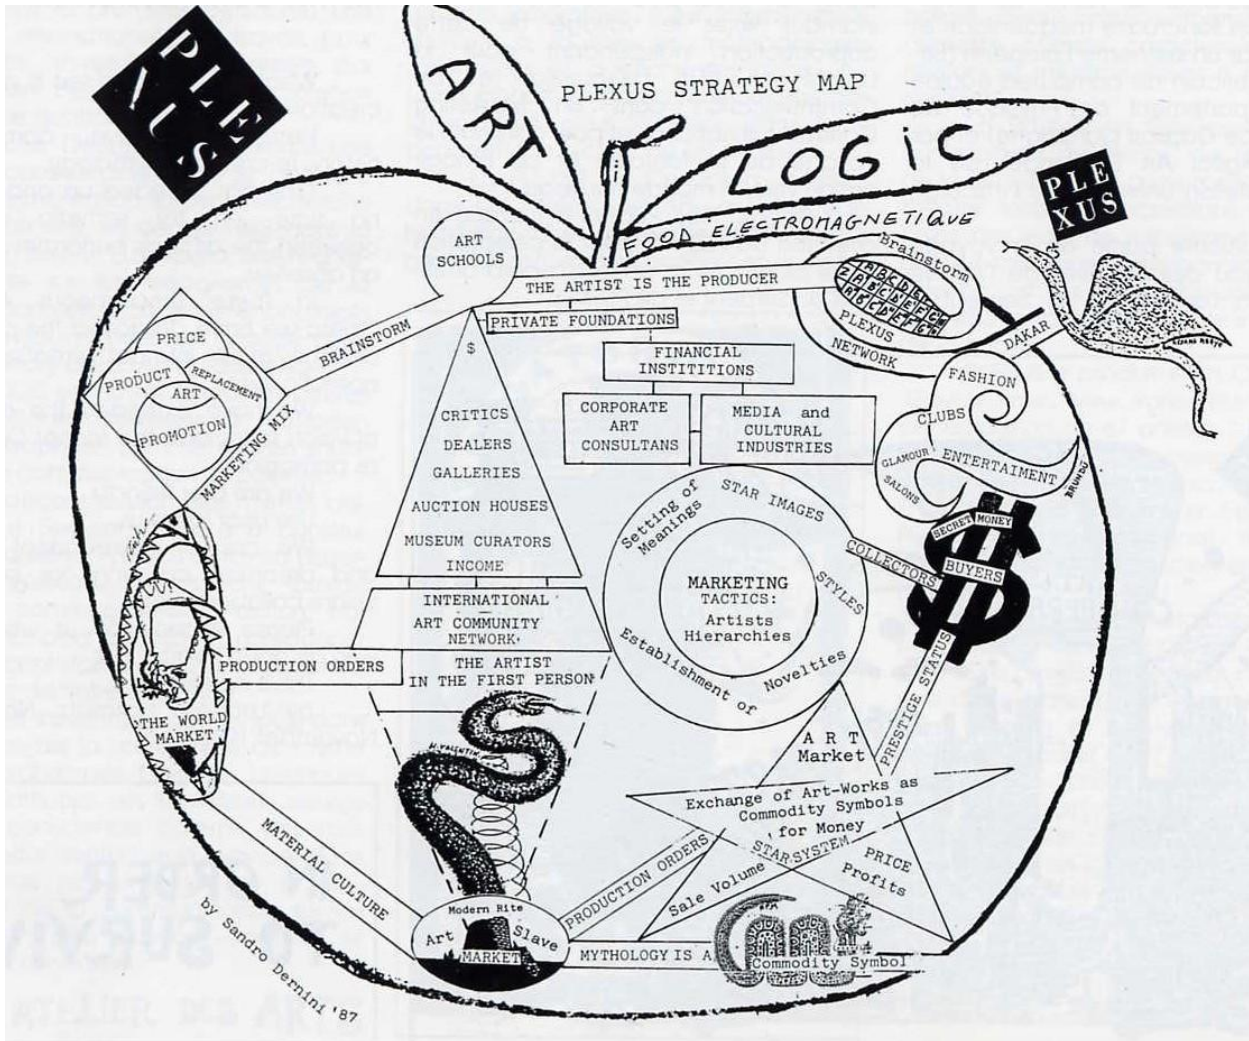 PLE
XUS
ART
LOGIC
PLEXUS STRATEGY MAP
PLE
XUS
FOOD ELECTROMAGNETIQUE
ART
SCHOOLS
THE ARTIST IS THE PRODUCER
Brainstorm
ZABCDEFGH
PLEXUS
NETWORK
DAKAR
PRIVATE FOUNDATIONS
$
FINANCIAL
INSTITITIONS
BRAINSTORM
PRICE
PRODUCT
REPLACEMENT
ART
PROMOTION
MARKETING MIX
FASHION
CLUBS
GLAMOUR
ENTERTAIMENT
SALONS
BRUNDO
CORPORATE
ART
CONSULTANS
MEDIA and
CULTURAL
INDUSTRIES
CRITICS
DEALERS
GALLERIES
AUCTION HOUSES
MUSEUM CURATORS
INCOME
Setting of
Meanings
STAR IMAGES
STYLES
Novelties
Establishment of
MARKETING
TACTICS:
Artists
Hierarchies
SECRET MONEY
COLLECTORS
BUYERS
PRESTIGE STATUS
INTERNATIONAL
ART COMMUNITY
NETWORK
PRODUCTION ORDERS
THE ARTIST
IN THE FIRST PERSON
THE WORLD
MARKET
M.VALENTIN
ART
Market
Exchange of Art-Works as
Commodity Symbols
for Money
STARSYSTEM
PRICE
Profits
Sale Volume
PRODUCTION ORDERS
MATERIAL CULTURE
Modern Rite
Art
Slave
MARKET
MYTHOLOGY IS A
Commodity Symbol
by Sandro Dernini '87